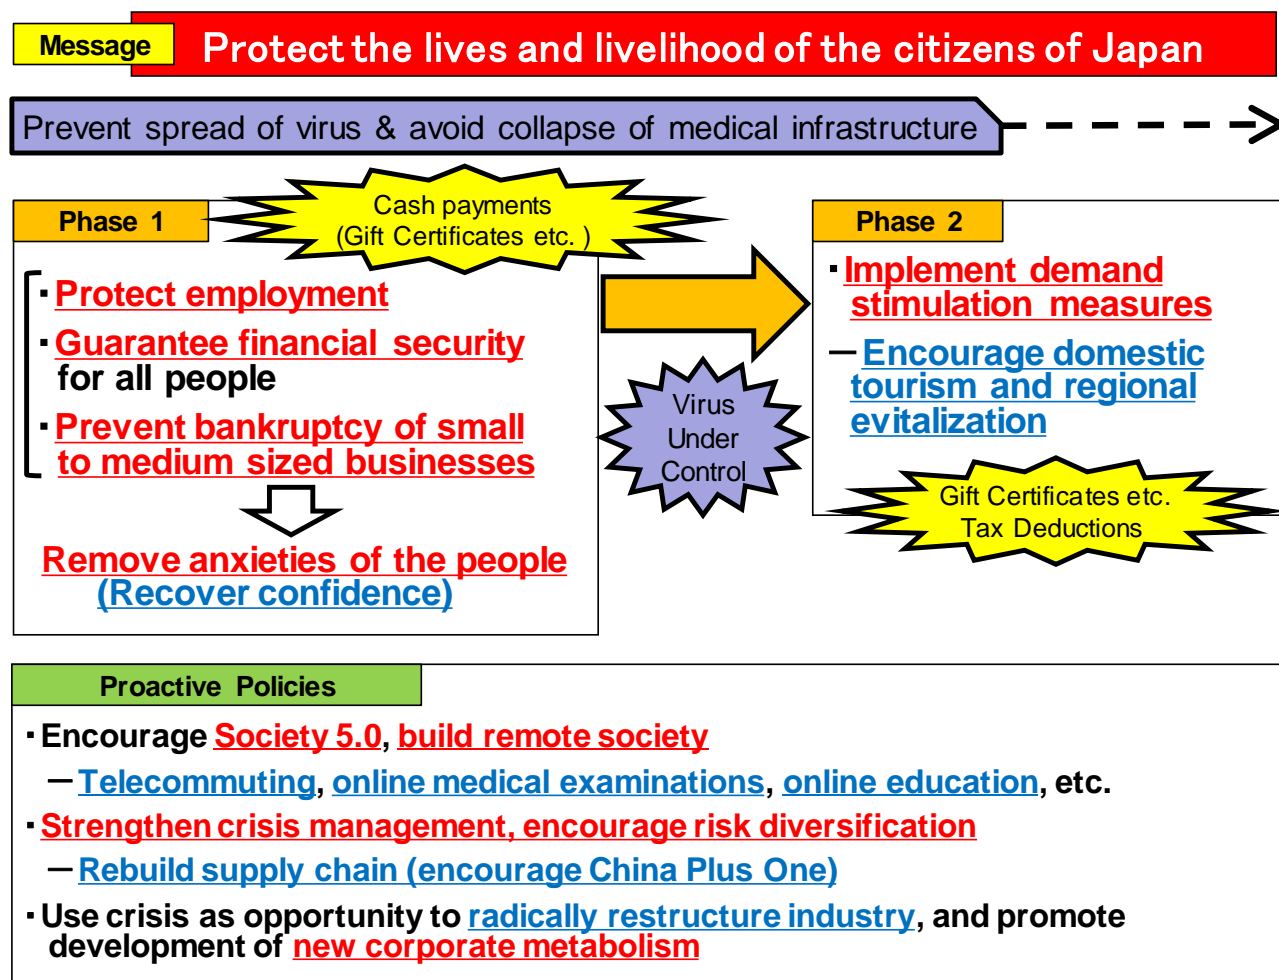 Message
Protect the lives and livelihood of the citizens of Japan
Prevent spread of virus & avoid collapse of medical infrastructure
Phase 1
Cash payments
(Gift Certificates etc. )
・Protect employment
・Guarantee financial security
for all people
・Prevent bankruptcy of small
to medium sized businesses
Remove anxieties of the people
(Recover confidence)
Virus
Under
Control
Phase 2
・Implement demand
stimulation measures
―Encourage domestic
tourism and regional
evitalization
Gift Certificates etc.
Tax Deductions
Proactive Policies
・Encourage Society 5.0, build remote society
―Telecommuting, online medical examinations, online education, etc.
・Strengthen crisis management, encourage risk diversification
―Rebuild supply chain (encourage China Plus One)
・Use crisis as opportunity to radically restructure industry, and promote
development of new corporate metabolism